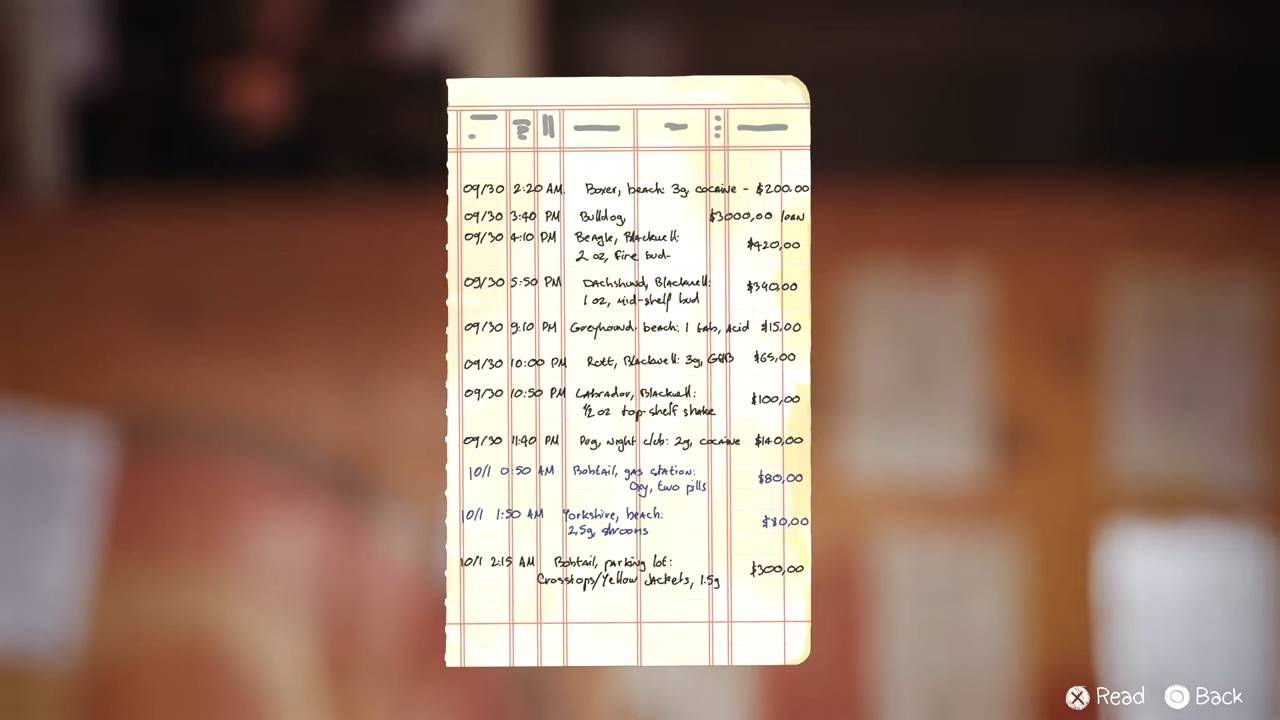 09/30 2:20 AM. Boxer, beach: 3g, cocaine - $200.00
09/30 3:40 PM Bulldog, $3000,00 loan
09/30 4:10 PM Beagle, Blackwell: $420,00
2 oz, fire bud-
09/30 5:50 PM Dachshund, Blackwell: $340,00
1 oz, mid-shelf bud
09/30 9:10 PM Greyhound, beach: 1 tab, Acid $15,00
09/30 10:00 PM Rott, Blackwell: 3g, GHB $65,00
09/30 10:50 PM Labrador, Blackwell: $100,00
1/2 oz top-shelf shake
09/30 11:40 PM Pug, night club: 2g, cocaine $140,00
10/1 0:50 AM Bobtail, gas station: $80,00
Oxy, two pills
10/1 1:50 AM Yorkshire, beach:
2,5g, shrooms
10/1 2:15 AM Bobtail, parking lot: $300,00
Crosstops/Yellow Jackets, 1.5g
Read Back